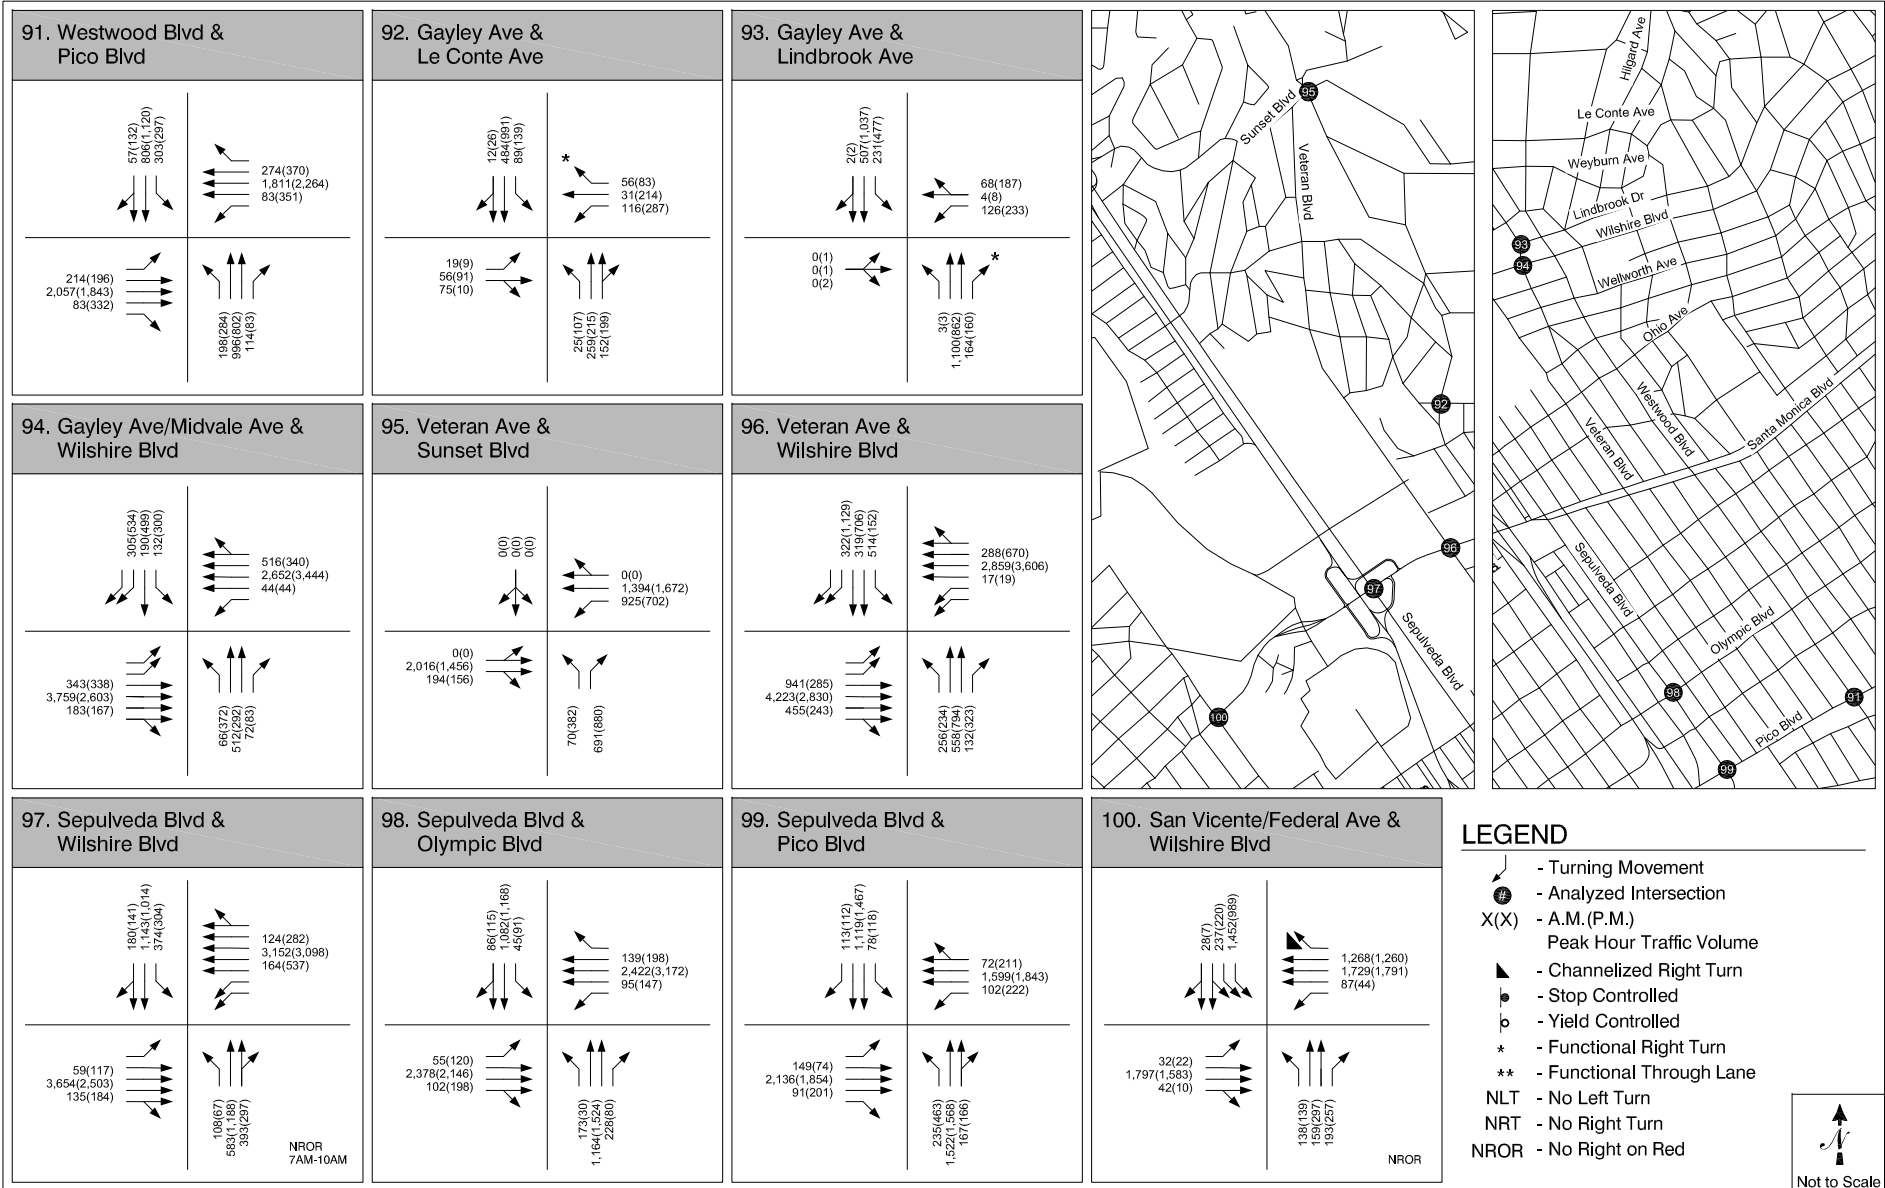 91. Westwood Blvd &
Pico Blvd
57(132)
806(1,120)
303(297)
274(370)
1,811(2,264)
83(351)
214(196)
2,057(1,843)
83(332)
198(284)
996(802)
114(83)
92. Gayley Ave &
Le Conte Ave
12(26)
484(991)
89(139)
*
56(83)
31(214)
116(287)
19(9)
56(91)
75(10)
25(107)
259(215)
152(199)
93. Gayley Ave &
Lindbrook Ave
2(2)
507(1,037)
231(477)
68(187)
4(8)
126(233)
0(1)
0(1)
0(2)
*
3(3)
1,100(862)
164(160)
94. Gayley Ave/Midvale Ave &
Wilshire Blvd
305(534)
190(499)
132(300)
516(340)
2,652(3,444)
44(44)
343(338)
3,759(2,603)
183(167)
66(372)
512(292)
72(83)
95. Veteran Ave &
Sunset Blvd
0(0)
0(0)
0(0)
0(0)
1,394(1,672)
925(702)
0(0)
2,016(1,456)
194(156)
70(382)
691(880)
96. Veteran Ave &
Wilshire Blvd
322(1,129)
319(706)
514(152)
288(670)
2,859(3,606)
17(19)
941(285)
4,223(2,830)
455(243)
256(234)
558(794)
132(323)
97. Sepulveda Blvd &
Wilshire Blvd
180(141)
1,143(1,014)
374(304)
124(282)
3,152(3,098)
164(537)
59(117)
3,654(2,503)
135(184)
108(67)
583(1,188)
393(297)
NROR
7AM-10AM
98. Sepulveda Blvd &
Olympic Blvd
86(115)
1,082(1,168)
45(91)
139(198)
2,422(3,172)
95(147)
55(120)
2,378(2,146)
102(198)
173(30)
1,164(1,524)
228(80)
99. Sepulveda Blvd &
Pico Blvd
113(112)
1,119(1,467)
78(118)
72(211)
1,599(1,843)
102(222)
149(74)
2,136(1,854)
91(201)
235(463)
1,522(1,568)
167(166)
100. San Vicente/Federal Ave &
Wilshire Blvd
28(7)
237(220)
1,452(989)
1,268(1,260)
1,729(1,791)
87(44)
32(22)
1,797(1,583)
42(10)
138(139)
159(297)
193(257)
NROR
95
Sunset Blvd
Veteran Blvd
92
96
97
Sepulveda Blvd
100
Hilgard Ave
Le Conte Ave
Weyburn Ave
Lindbrook Dr
Wilshire Blvd
93
94
Wellworth Ave
Ohio Ave
Westwood Blvd
Santa Monica Blvd
Veteran Blvd
Sepulveda Blvd
Olympic Blvd
98
91
Pico Blvd
99
LEGEND
- Turning Movement
# - Analyzed Intersection
X(X) - A.M.(P.M.)
Peak Hour Traffic Volume
- Channelized Right Turn
- Stop Controlled
- Yield Controlled
* - Functional Right Turn
** - Functional Through Lane
NLT - No Left Turn
NRT - No Right Turn
NROR - No Right on Red
N
Not to Scale